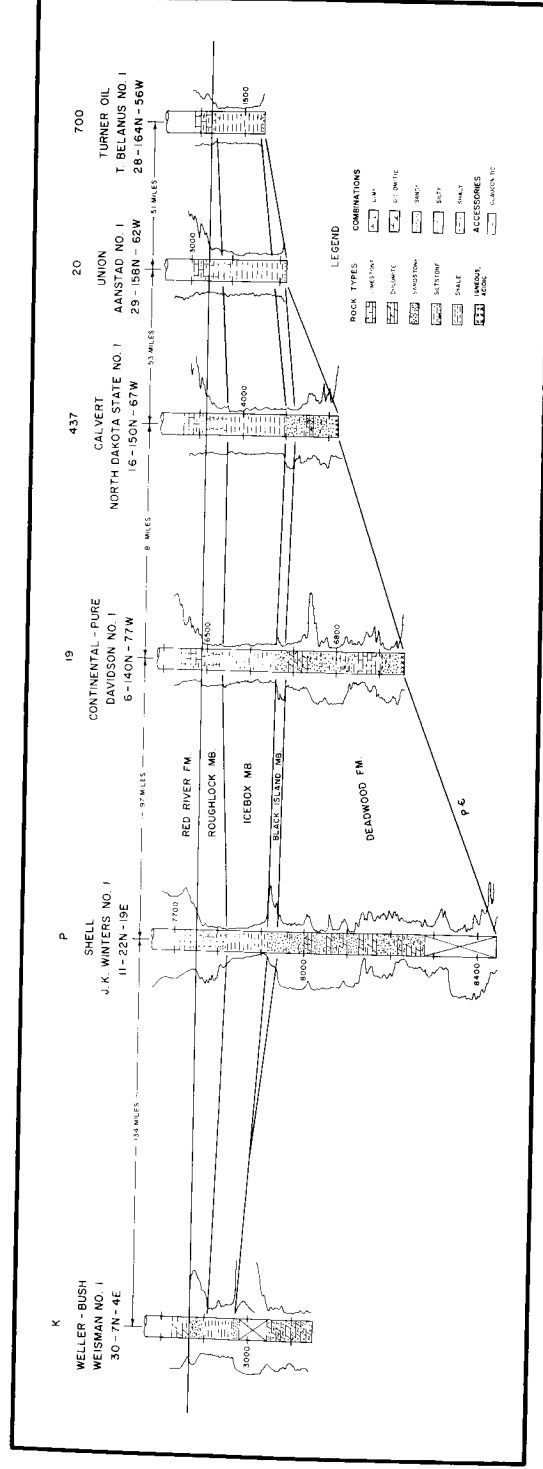 K
WELLER - BUSH
WEISMAN NO. 1
30-7N-4E
P
SHELL
J. K. WINTERS NO. 1
11-22N-19E
19
CONTINENTAL - PURE
DAVIDSON NO. 1
6-140N-77W
437
CALVERT
NORTH DAKOTA STATE NO. 1
16-150N-67W
20
UNION
AANSTAD NO. 1
29-158N-62W
700
TURNER OIL
T. BELANUS NO. 1
28-164N-56W
134 MILES
97 MILES
MILES
53 MILES
51 MILES
3000
7700
8000
8400
6500
6800
4000
3000
1500
RED RIVER FM.
ROUGHLOCK MB.
ICEBOX MB.
BLACK ISLAND MB.
DEADWOOD FM.
LEGEND
ROCK TYPES
LIMESTONE
DOLOMITE
SANDSTONE
SILTSTONE
SHALE
IGNEOUS,
ACIDIC
COMBINATIONS
LIMY
DOLOMITIC
SANDY
SILTY
SHALY
ACCESSORIES
GLAUCONITIC